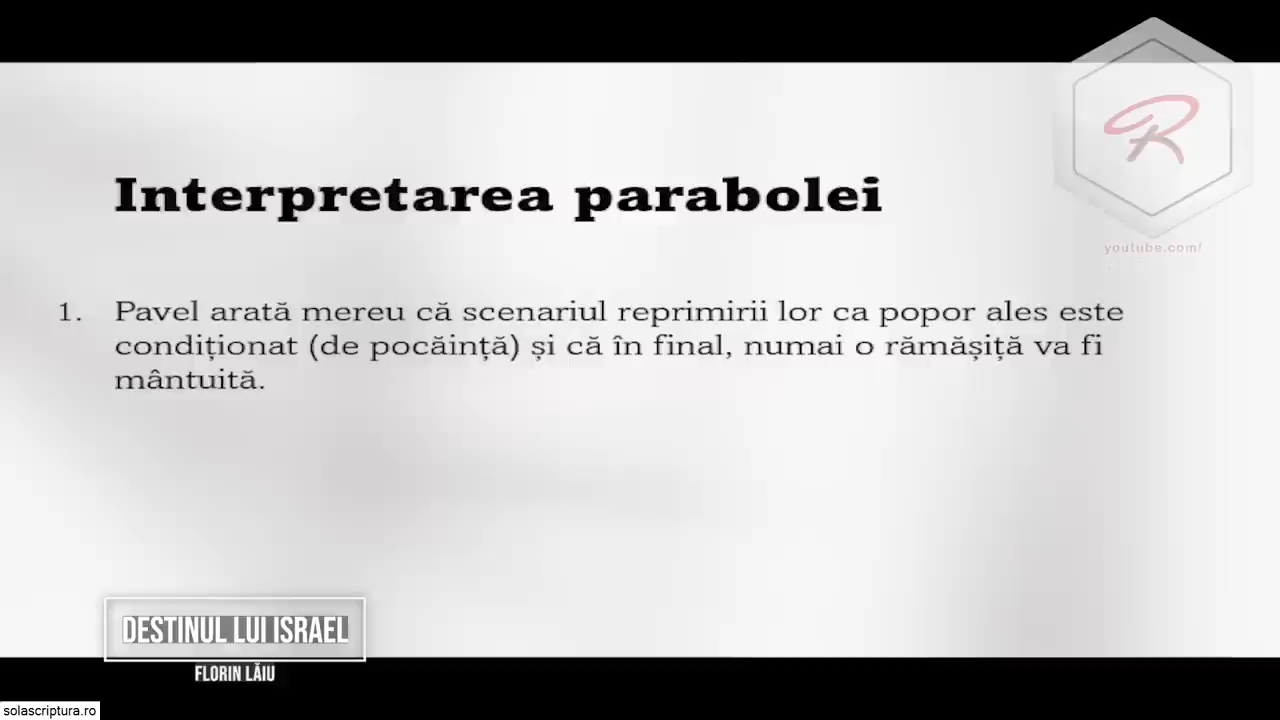 R
youtube.com/
Interpretarea parabolei
1. Pavel arată mereu că scenariul reprimirii lor ca popor ales este
condiționat (de pocăință) și că în final, numai o rămășiță va fi
mântuită.
DESTINUL LUI ISRAEL
FLORIN LĂIU
solascriptura.ro